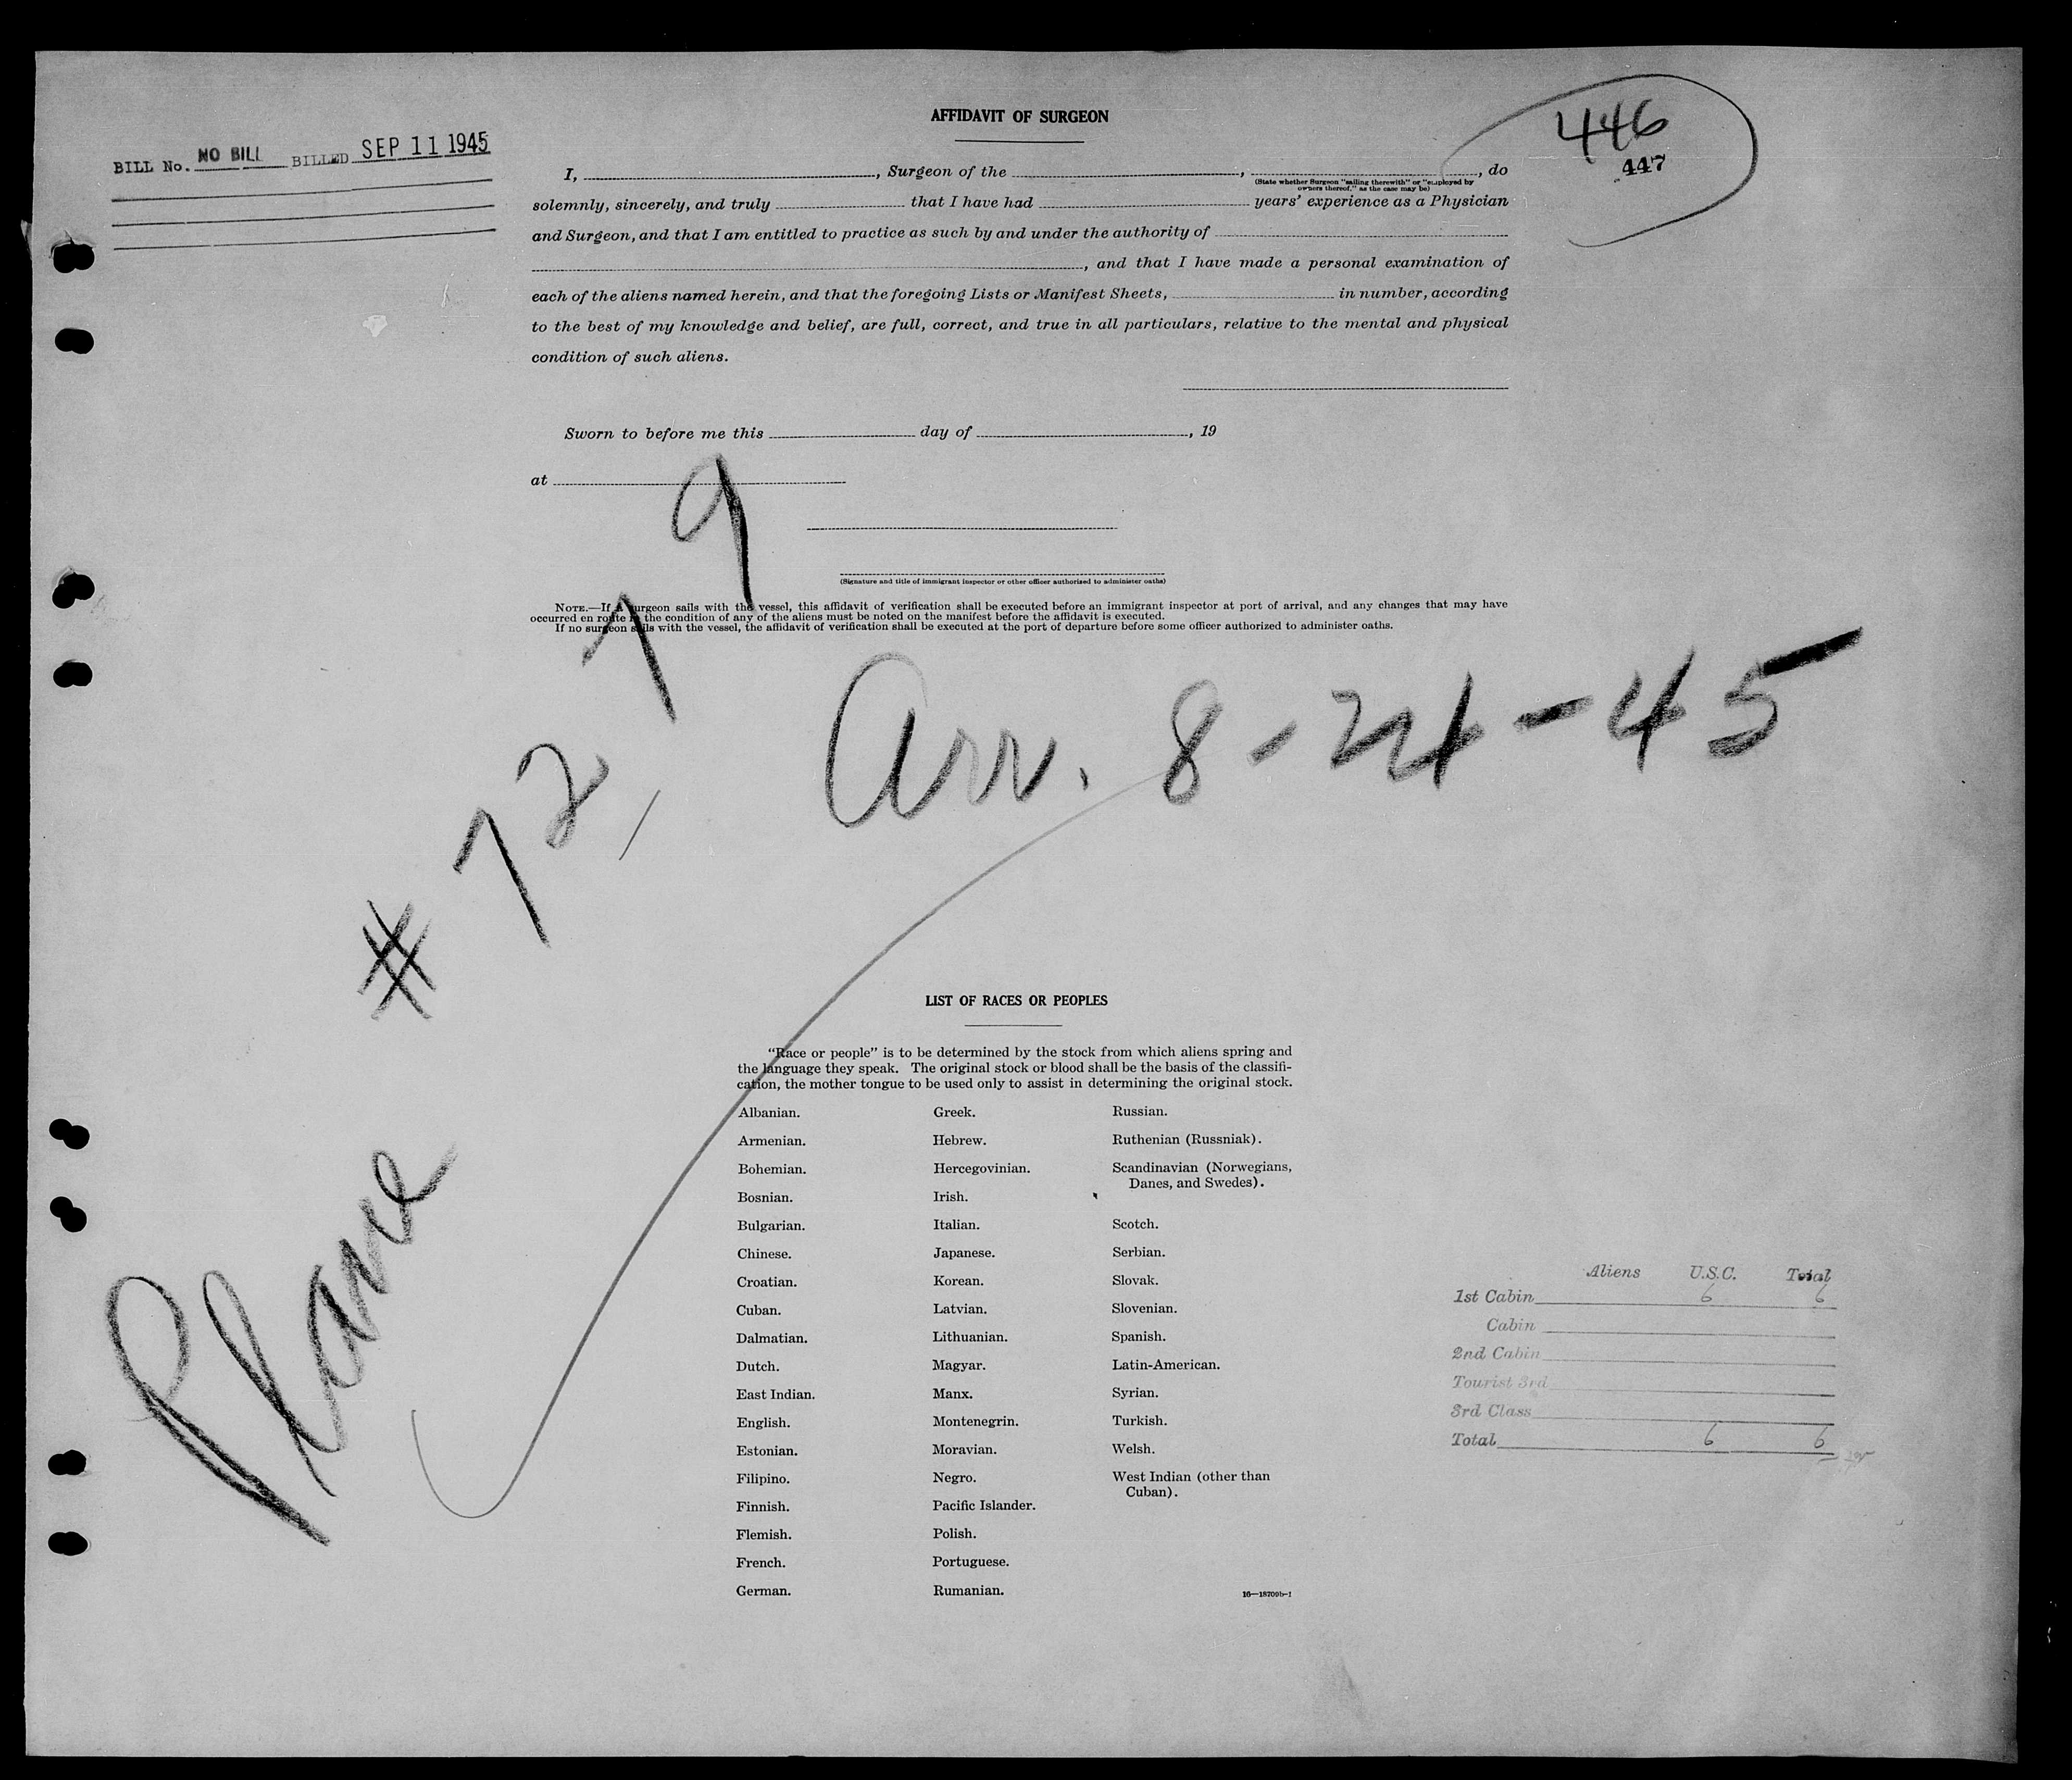 AFFIDAVIT OF SURGEON
446
447
BILL No. NO BILL BILLED SEP 11 1945
I, , Surgeon of the , , do
(State whether Surgeon "sailing therewith" or "employed by
owners thereof," as the case may be)
solemnly, sincerely, and truly that I have had years' experience as a Physician
and Surgeon, and that I am entitled to practice as such by and under the authority of
, and that I have made a personal examination of
each of the aliens named herein, and that the foregoing Lists or Manifest Sheets, in number, according
to the best of my knowledge and belief, are full, correct, and true in all particulars, relative to the mental and physical
condition of such aliens.
Sworn to before me this day of , 19
at
(Signature and title of immigrant inspector or other officer authorized to administer oaths)
NOTE.—If a surgeon sails with the vessel, this affidavit of verification shall be executed before an immigrant inspector at port of arrival, and any changes that may have
occurred en route in the condition of any of the aliens must be noted on the manifest before the affidavit is executed.
If no surgeon sails with the vessel, the affidavit of verification shall be executed at the port of departure before some officer authorized to administer oaths.
Plane # 72,79
Arr. 8-24-45
LIST OF RACES OR PEOPLES
"Race or people" is to be determined by the stock from which aliens spring and
the language they speak. The original stock or blood shall be the basis of the classifi-
cation, the mother tongue to be used only to assist in determining the original stock.
Albanian.
Armenian.
Bohemian.
Bosnian.
Bulgarian.
Chinese.
Croatian.
Cuban.
Dalmatian.
Dutch.
East Indian.
English.
Estonian.
Filipino.
Finnish.
Flemish.
French.
German.
Greek.
Hebrew.
Hercegovinian.
Irish.
Italian.
Japanese.
Korean.
Latvian.
Lithuanian.
Magyar.
Manx.
Montenegrin.
Moravian.
Negro.
Pacific Islander.
Polish.
Portuguese.
Rumanian.
Russian.
Ruthenian (Russniak).
Scandinavian (Norwegians,
Danes, and Swedes).
Scotch.
Serbian.
Slovak.
Slovenian.
Spanish.
Latin-American.
Syrian.
Turkish.
Welsh.
West Indian (other than
Cuban).
16—18709b-1
Aliens U.S.C. Total
1st Cabin 6 6
Cabin
2nd Cabin
Tourist 3rd
3rd Class
Total 6 6